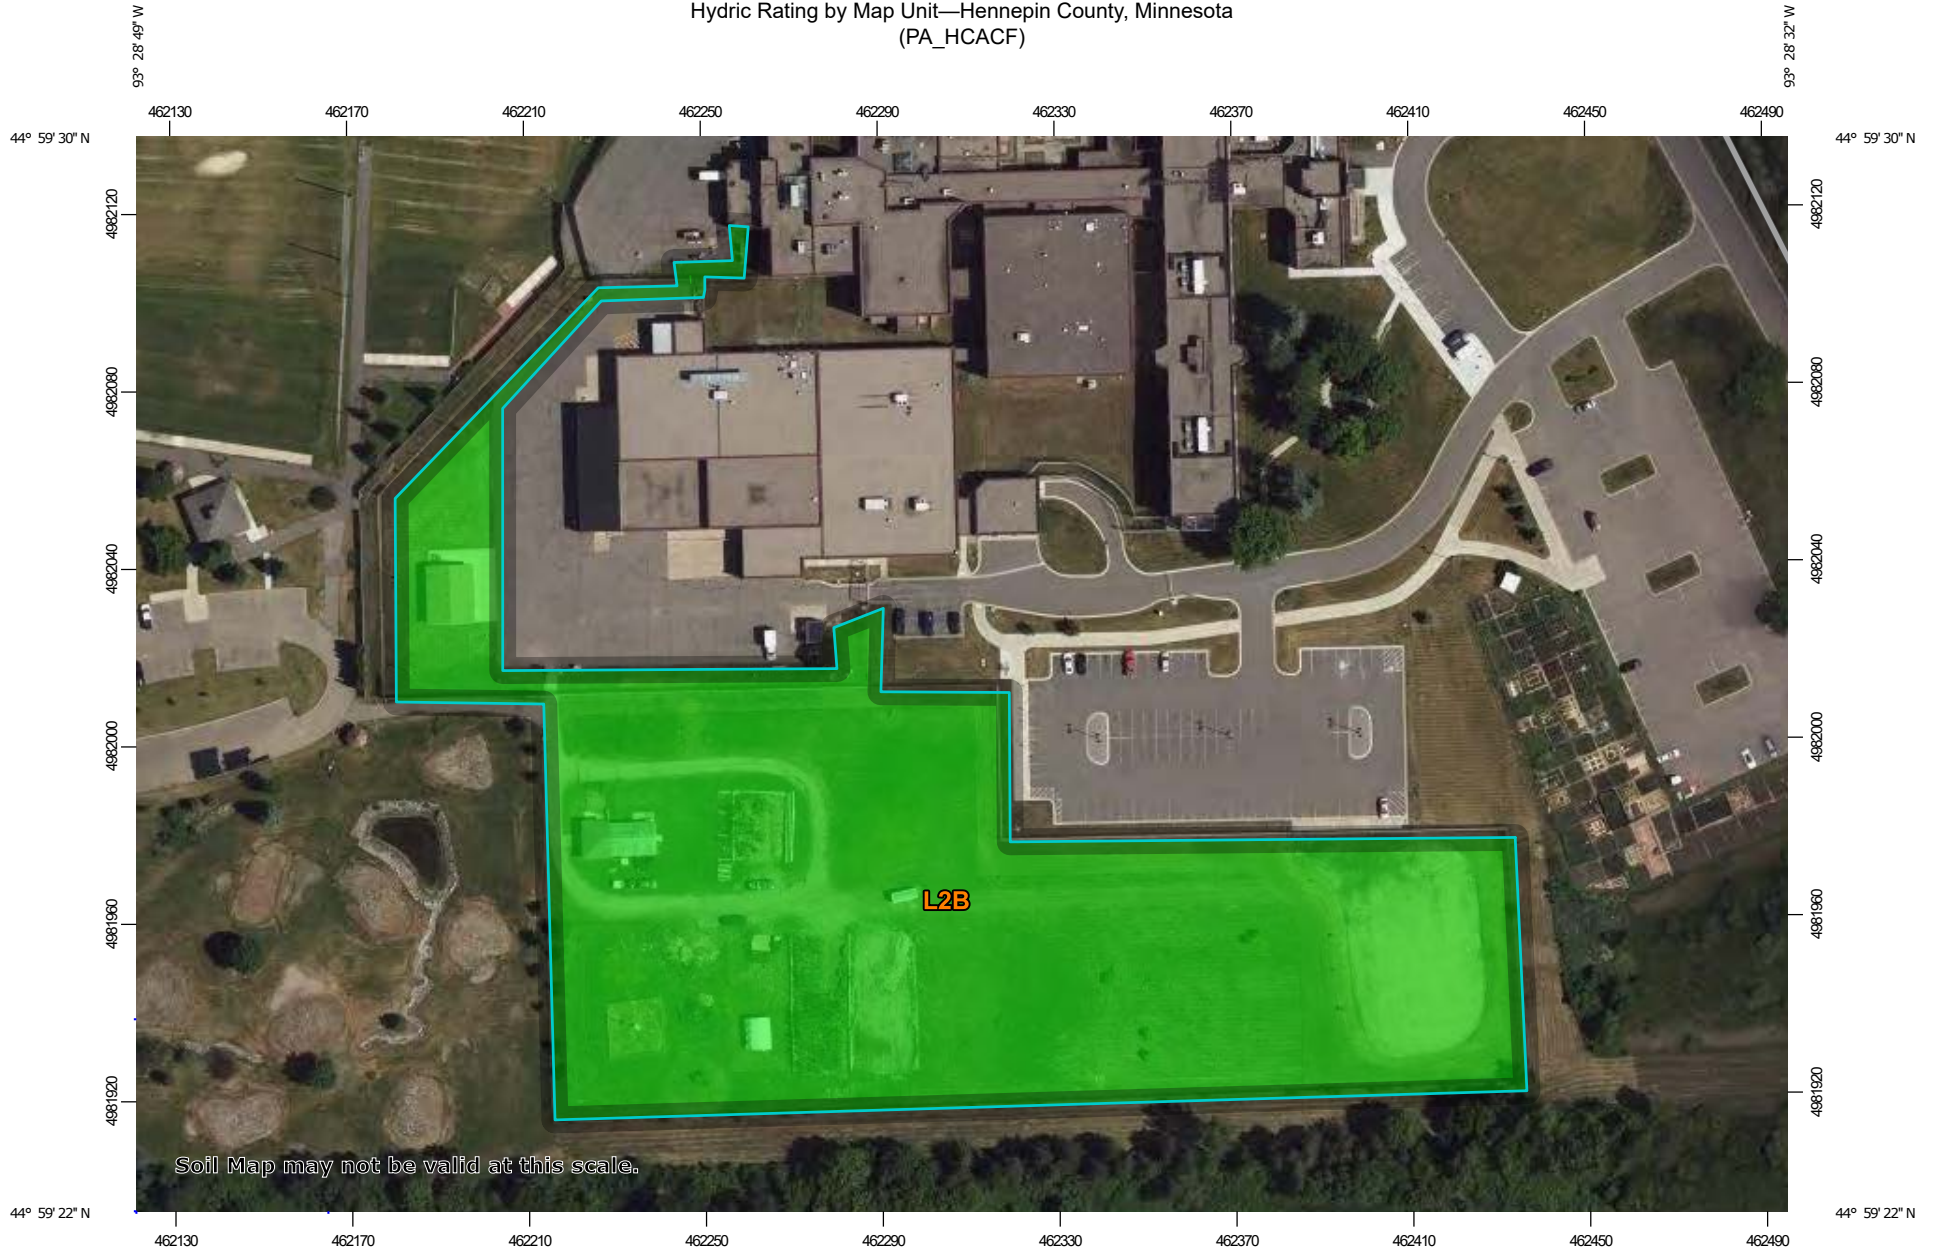 Hydric Rating by Map Unit—Hennepin County, Minnesota
(PA_HCACF)
93° 28' 49'' W
93° 28' 32'' W
462130 462170 462210 462250 462290 462330 462370 462410 462450 462490
44° 59' 30'' N
44° 59' 30'' N
4982120
4982120
4982080
4982080
4982040
4982040
4982000
4982000
L2B
4981960
4981960
4981920
4981920
Soil Map may not be valid at this scale.
44° 59' 22'' N
44° 59' 22'' N
462130 462170 462210 462250 462290 462330 462370 462410 462450 462490